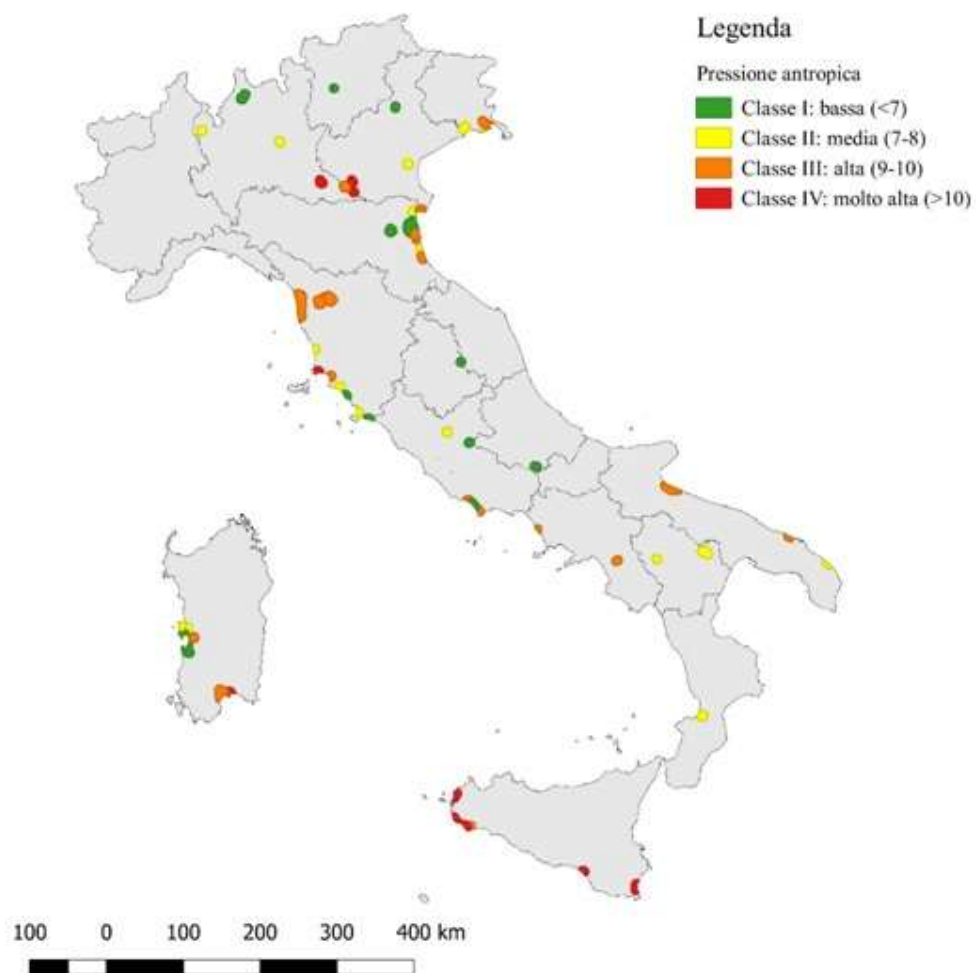 Legenda
Pressione antropica
Classe I: bassa (<7)
Classe II: media (7-8)
Classe III: alta (9-10)
Classe IV: molto alta (>10)
100 0 100 200 300 400 km